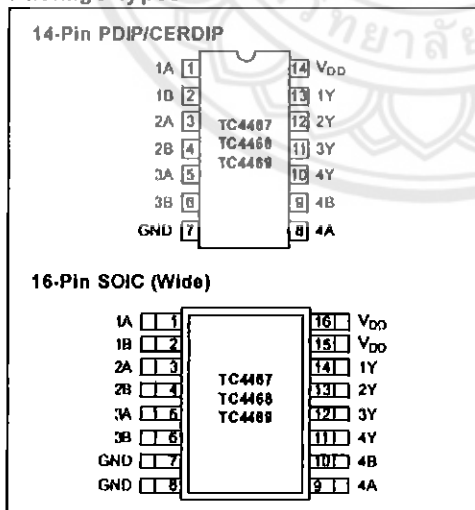 14-Pin PDIP/CERDIP
1A 1 14 VDD
1B 2 13 1Y
2A 3 12 2Y
TC4467
2B 4 11 3Y
TC4468
3A 5 10 4Y
TC4469
3B 6 9 4B
GND 7 8 4A
16-Pin SOIC (Wide)
1A 1 16 VDD
1B 2 15 VDD
2A 3 14 1Y
2B 4 13 2Y
TC4467
TC4468
3A 5 12 3Y
TC4469
3B 6 11 4Y
GND 7 10 4B
GND 8 9 4A